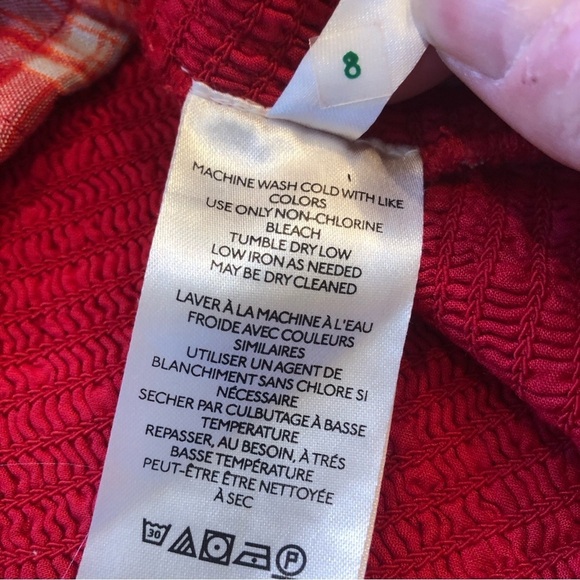 8
MACHINE WASH COLD WITH LIKE
COLORS
USE ONLY NON-CHLORINE
BLEACH
TUMBLE DRY LOW
LOW IRON AS NEEDED
MAY BE DRY CLEANED
LAVER À LA MACHINE À L'EAU
FROIDE AVEC COULEURS
SIMILAIRES
UTILISER UN AGENT DE
BLANCHIMENT SANS CHLORE SI
NÉCESSAIRE
SECHER PAR CULBUTAGE À BASSE
TEMPERATURE
REPASSER, AU BESOIN, À TRÉS
BASSE TEMPÉRATURE
PEUT-ÊTRE ÊTRE NETTOYÉE
À SEC
30 P